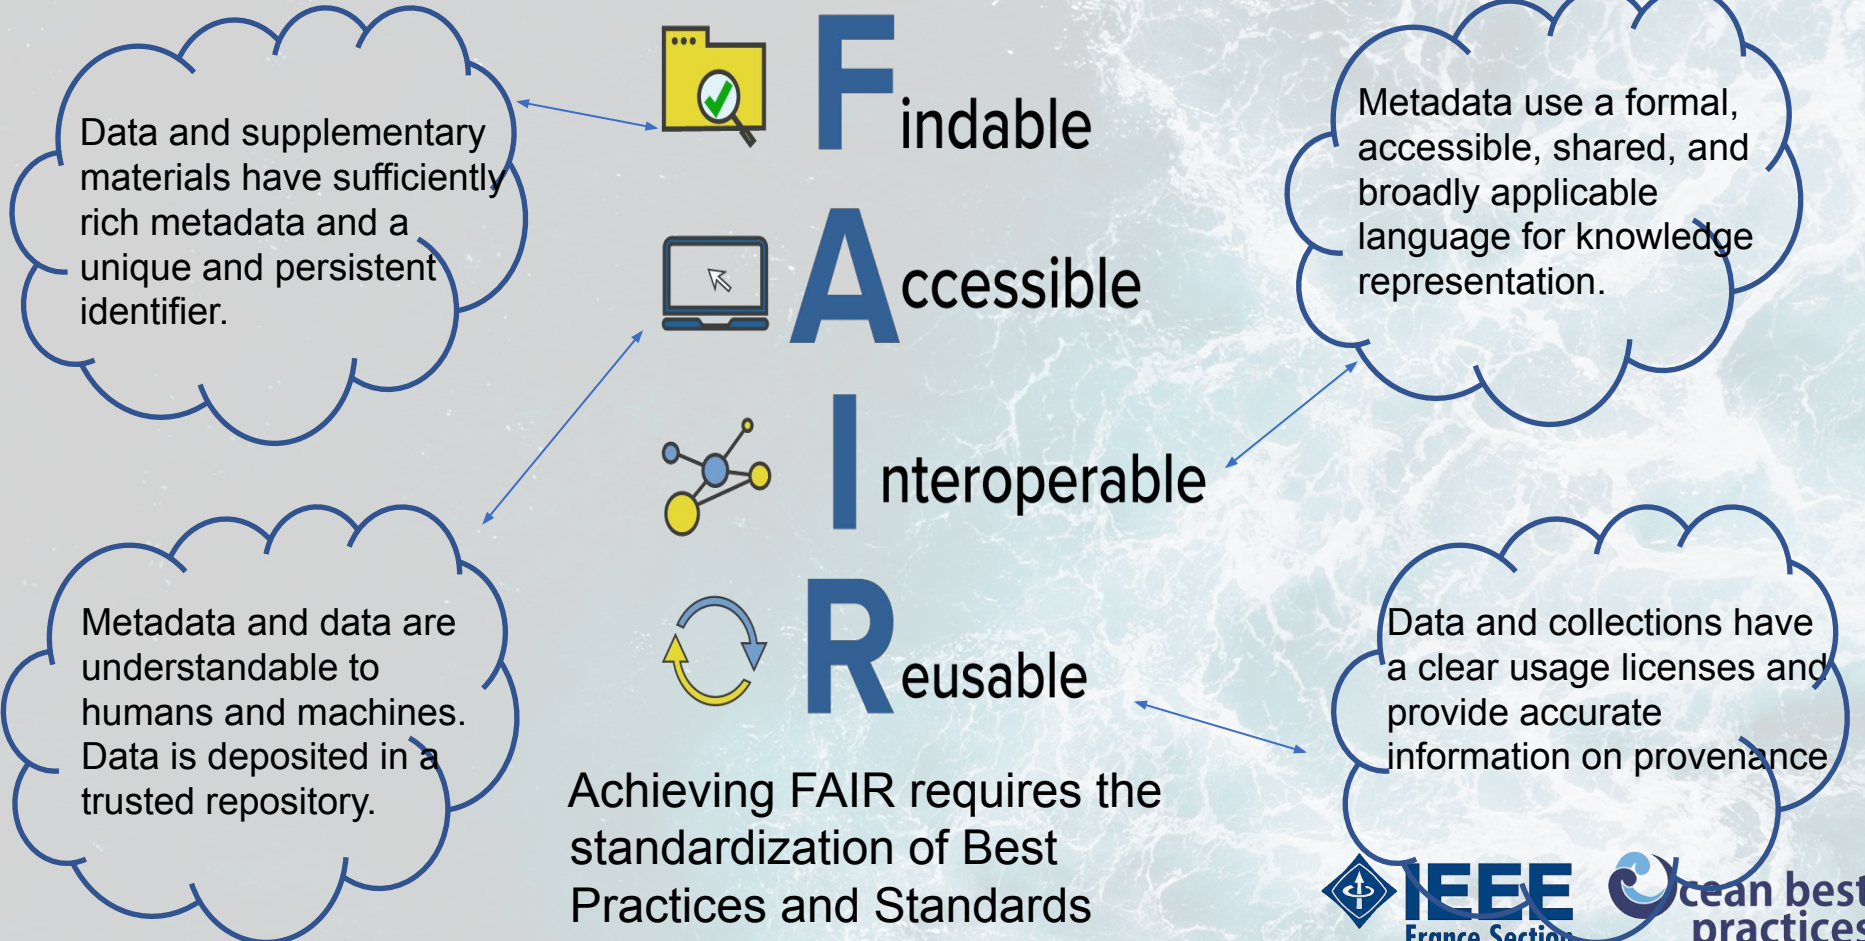 Data and supplementary
materials have sufficiently
rich metadata and a
unique and persistent
identifier.
Findable
Metadata use a formal,
accessible, shared, and
broadly applicable
language for knowledge
representation.
Accessible
Interoperable
Metadata and data are
understandable to
humans and machines.
Data is deposited in a
trusted repository.
Reusable
Data and collections have
a clear usage licenses and
provide accurate
information on provenance
Achieving FAIR requires the
standardization of Best
Practices and Standards
IEEE
France Section
Ocean best
practices